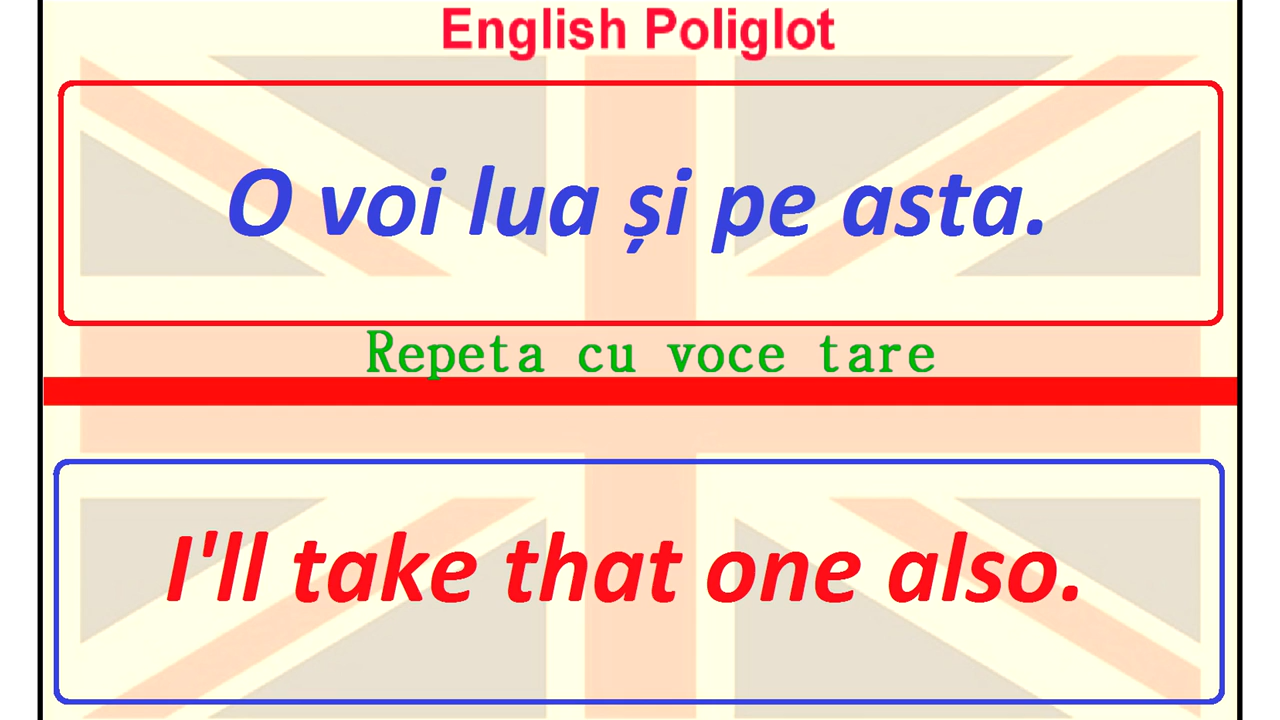 English Poliglot
O voi lua și pe asta.
Repeta cu voce tare
I'll take that one also.